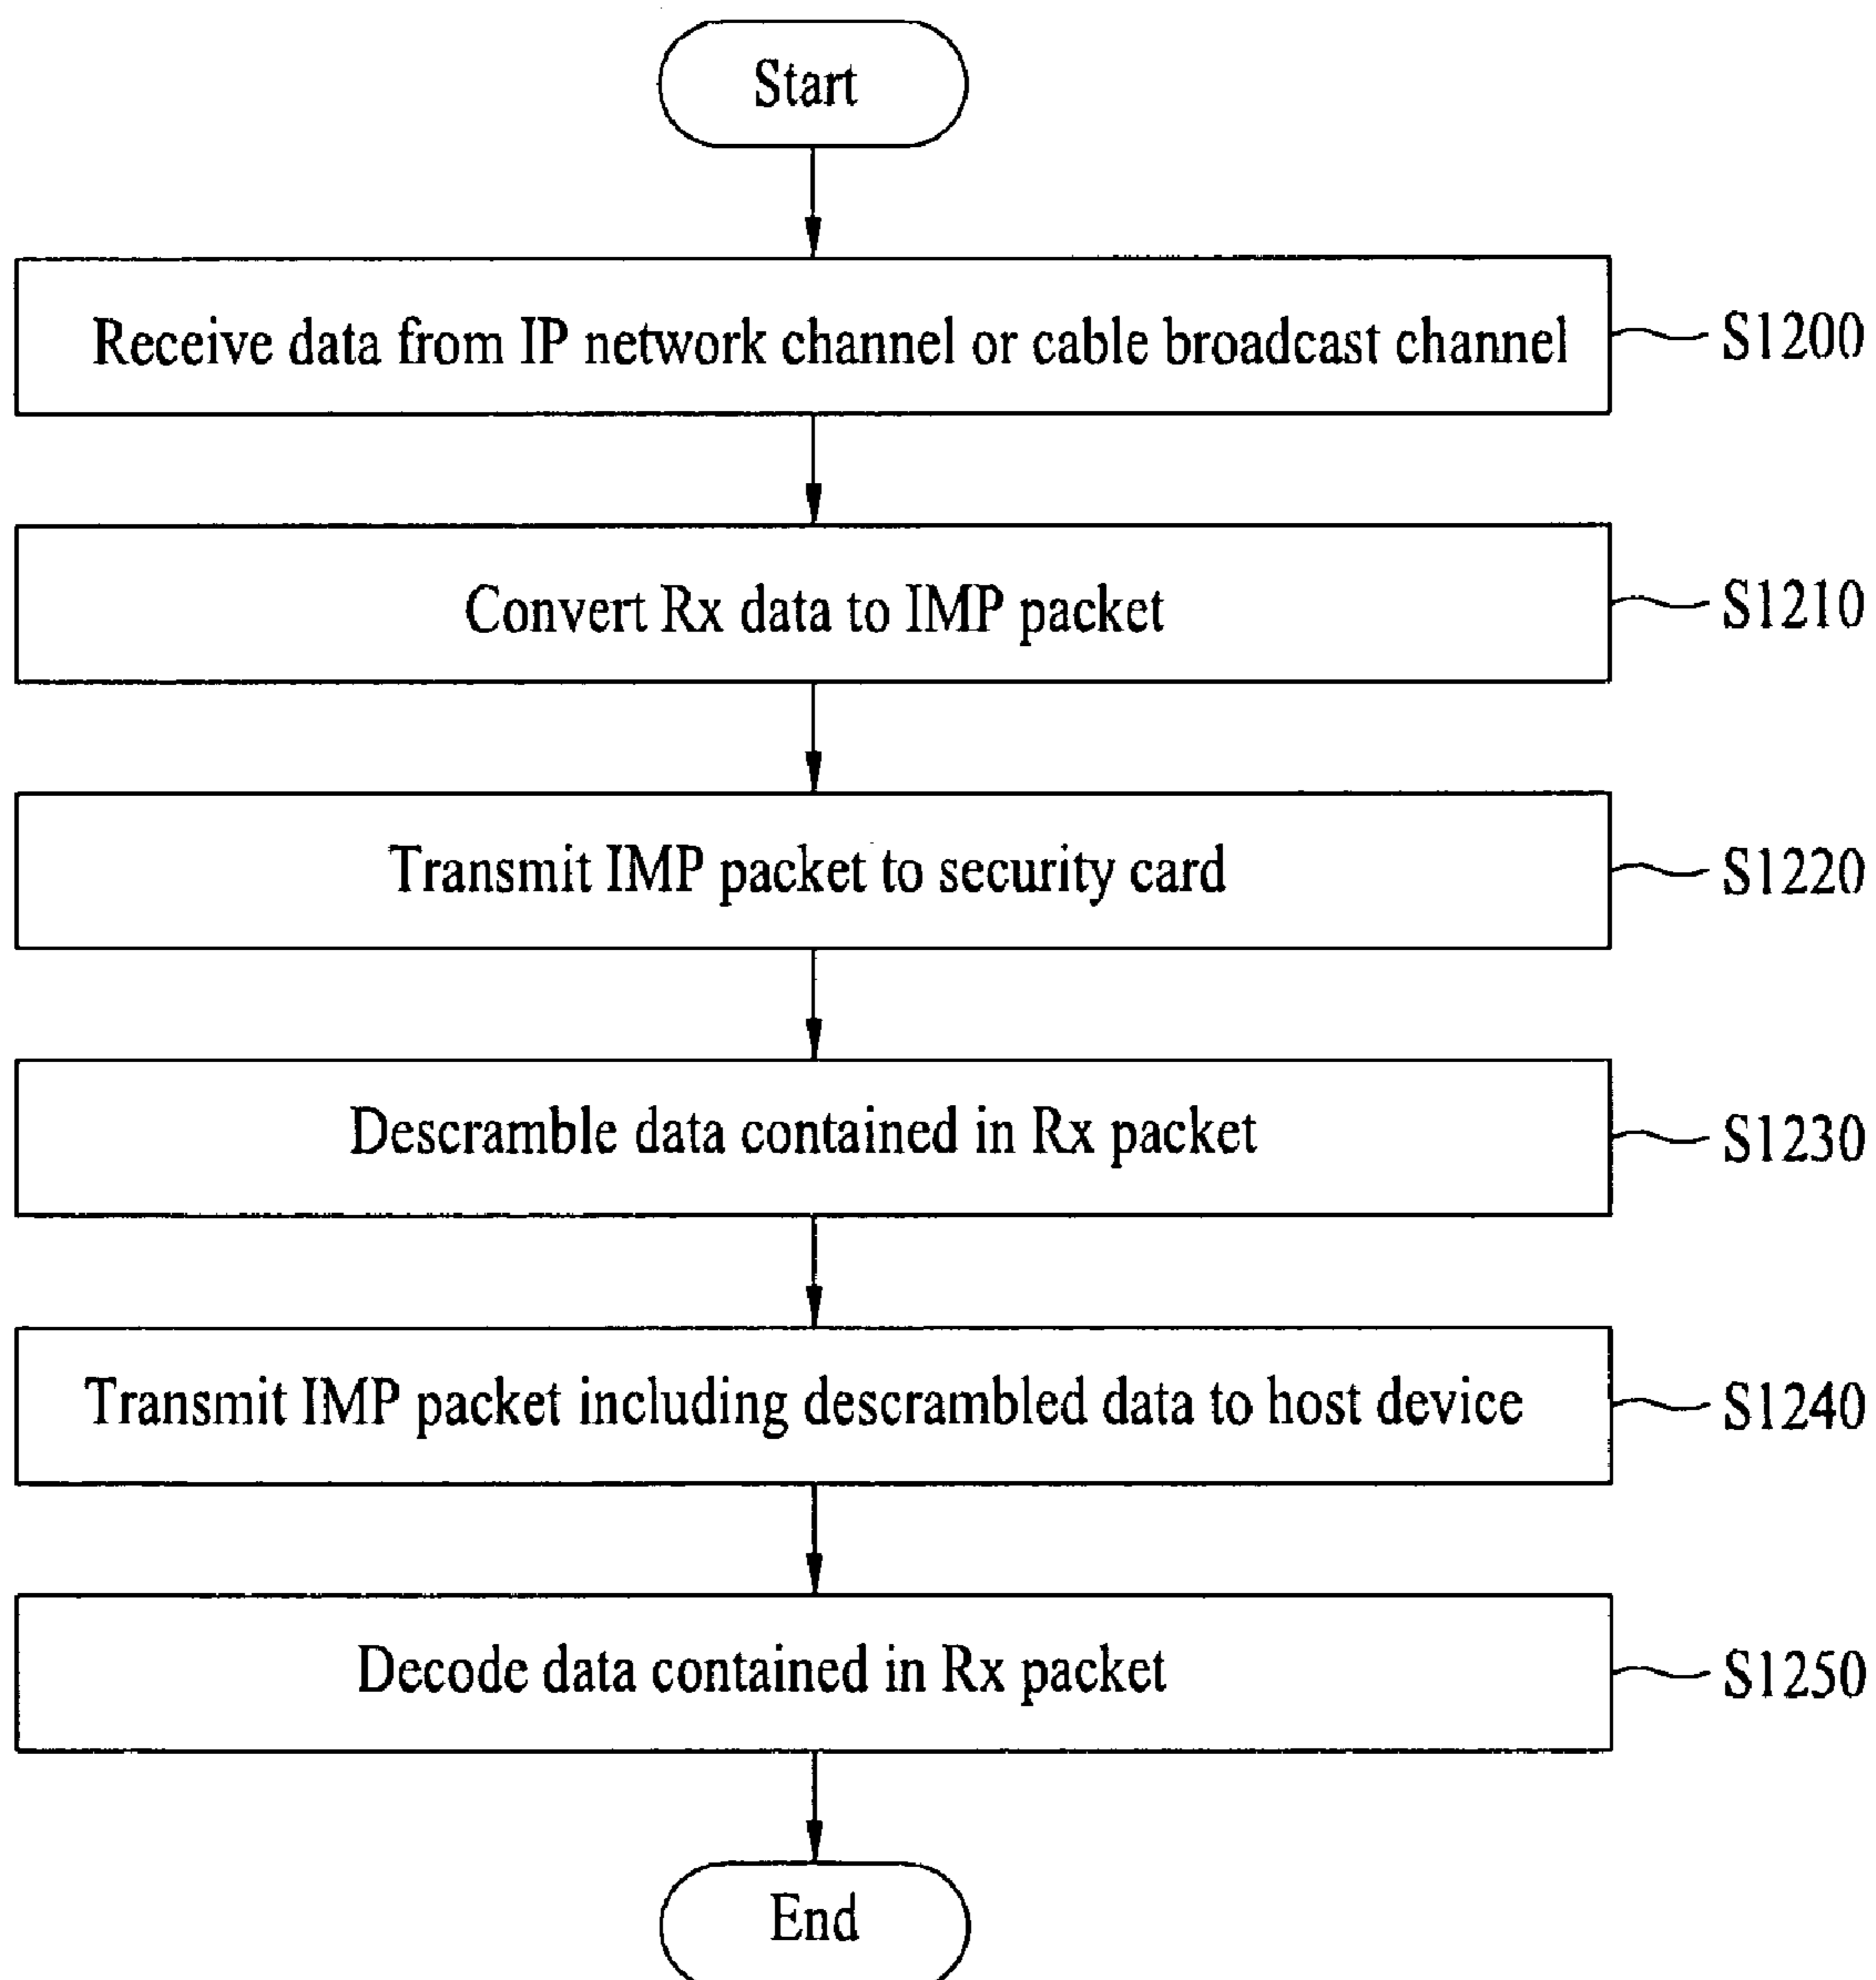 Start
Receive data from IP network channel or cable broadcast channel
S1200
Convert Rx data to IMP packet
S1210
Transmit IMP packet to security card
S1220
Descramble data contained in Rx packet
S1230
Transmit IMP packet including descrambled data to host device
S1240
Decode data contained in Rx packet
S1250
End